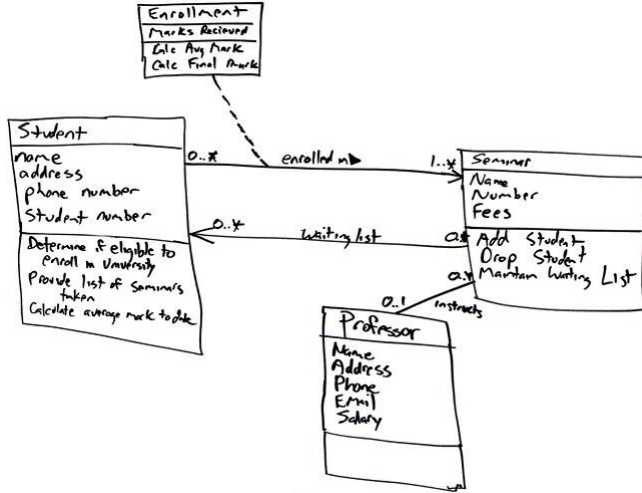 Enrollment
Marks Recieved
Calc Avg Mark
Calc Final Mark
Student
name
address
phone number
Student number
Determine if eligible to
enroll in University
Provide list of Seminars
taken
Calculate average mark to date
0..*
enrolled in
1..*
Seminar
Name
Number
Fees
Add Student
Drop Student
Maintain Waiting List
0..*
Waiting list
0..*
0..*
instructs
0..1
Professor
Name
Address
Phone
Email
Salary